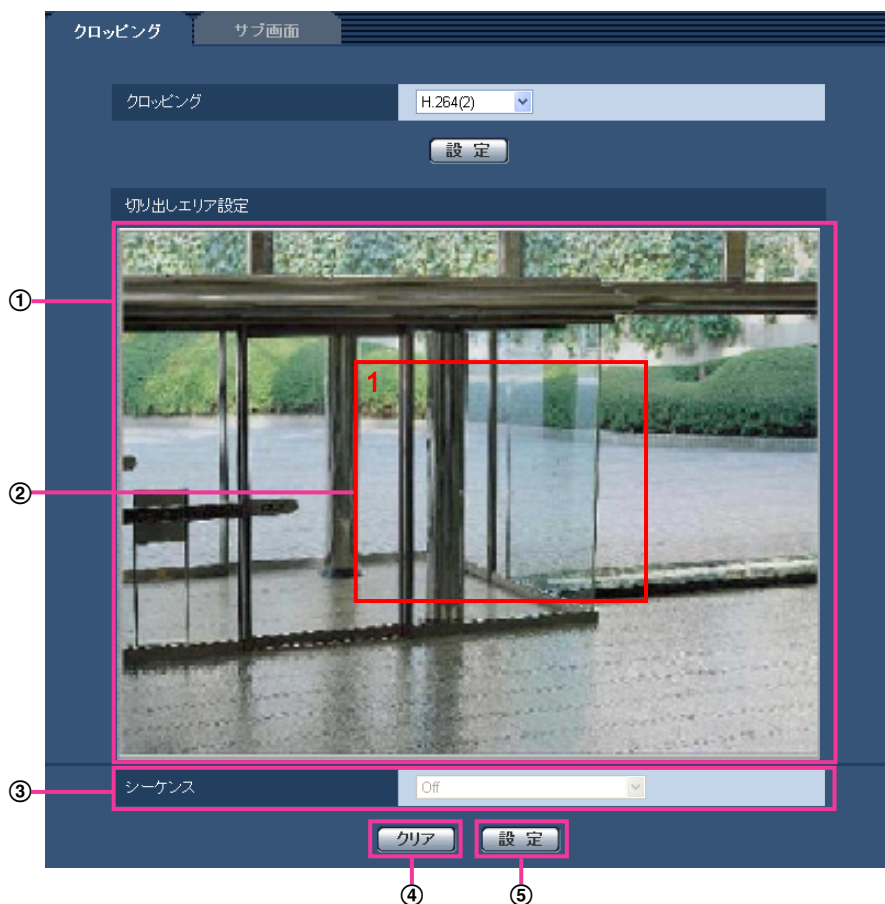 クロッピング サブ画面
クロッピング H.264(2)
設 定
切り出しエリア設定
①
1
②
③ シーケンス Off
クリア 設 定
④ ⑤